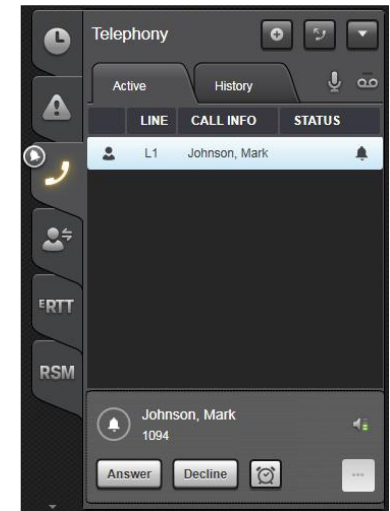 Telephony
Active History
LINE CALL INFO STATUS
L1 Johnson, Mark
ERTT
RSM
Johnson, Mark
1094
Answer Decline